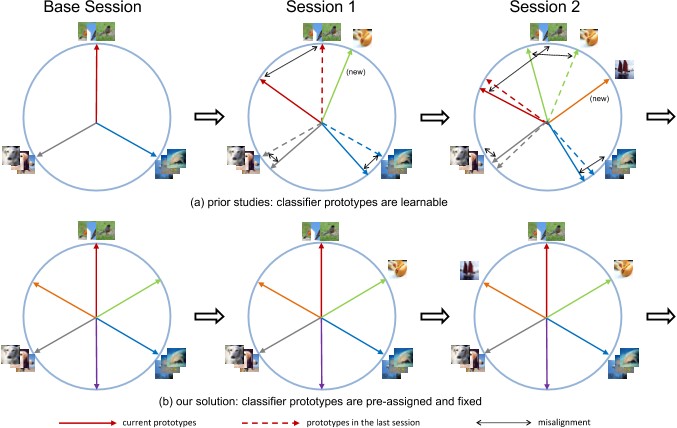 Base Session
Session 1
Session 2
(new)
(new)
(a) prior studies: classifier prototypes are learnable
(b) our solution: classifier prototypes are pre-assigned and fixed
current prototypes
prototypes in the last session
misalignment